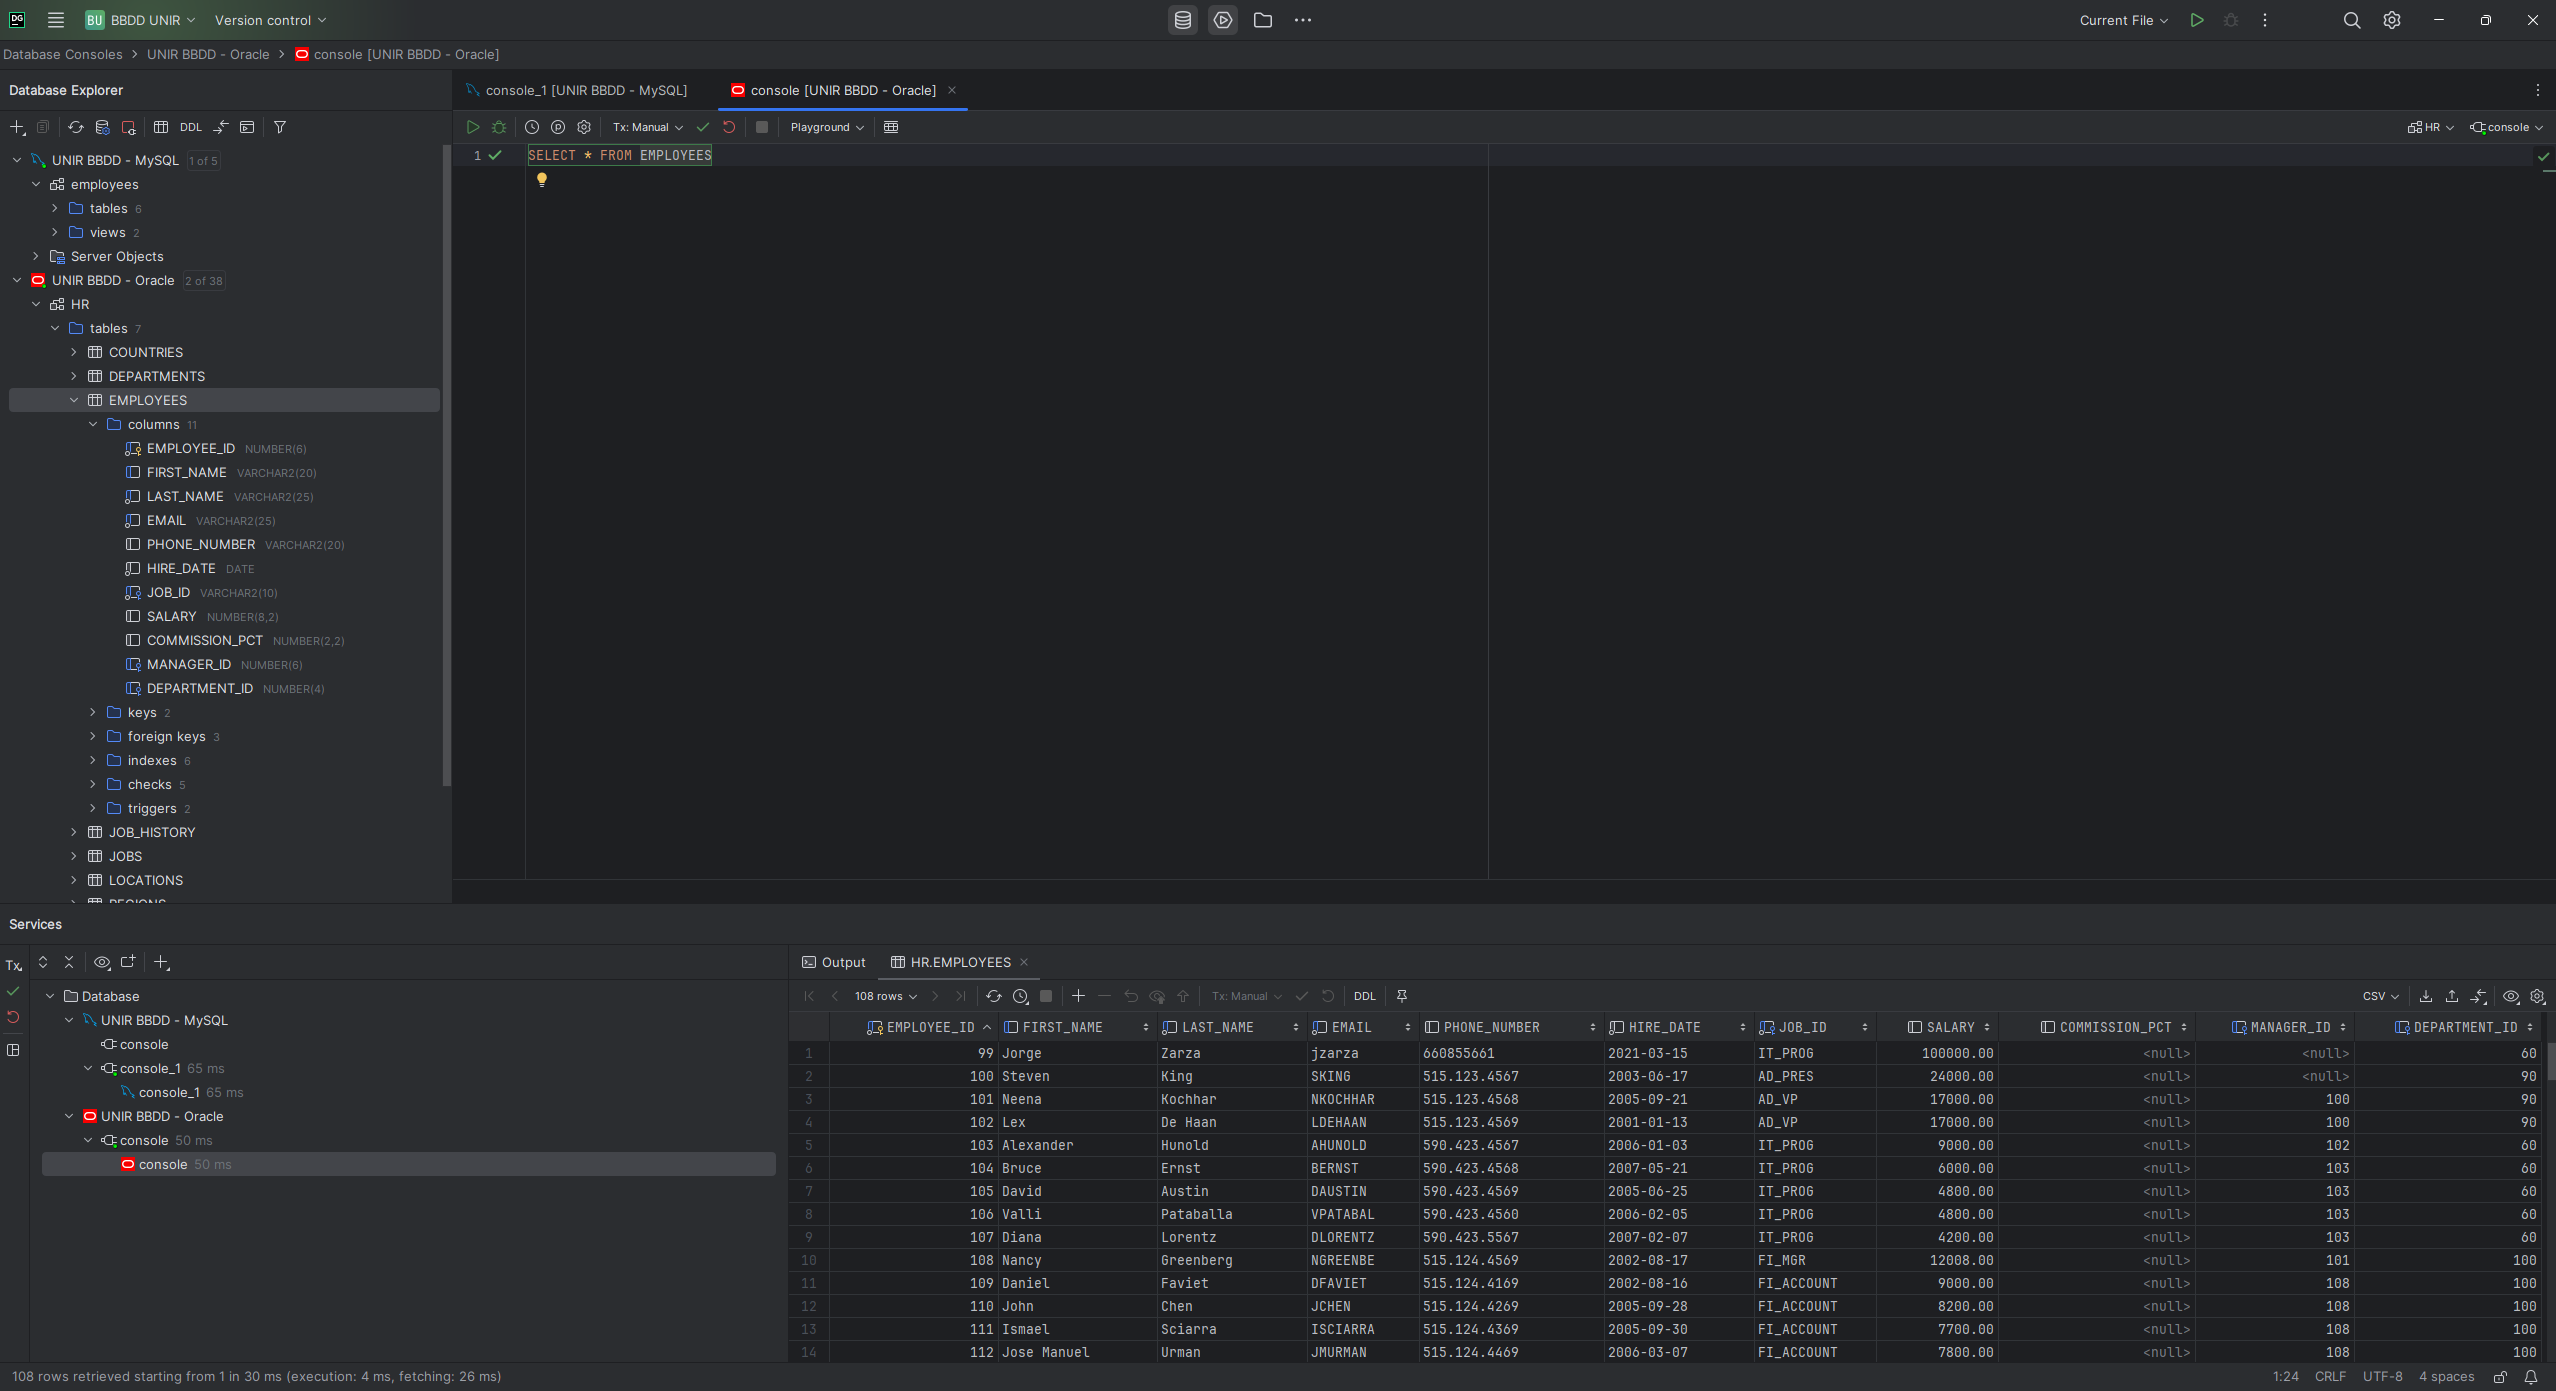 DG BU BBDD UNIR Version control Current File
Database Consoles UNIR BBDD - Oracle console [UNIR BBDD - Oracle]
Database Explorer
console_1 [UNIR BBDD - MySQL] console [UNIR BBDD - Oracle]
DDL
Tx: Manual Playground HR console
UNIR BBDD - MySQL 1 of 5
employees
tables 6
views 2
Server Objects
UNIR BBDD - Oracle 2 of 38
HR
tables 7
COUNTRIES
DEPARTMENTS
EMPLOYEES
columns 11
EMPLOYEE_ID NUMBER(6)
FIRST_NAME VARCHAR2(20)
LAST_NAME VARCHAR2(25)
EMAIL VARCHAR2(25)
PHONE_NUMBER VARCHAR2(20)
HIRE_DATE DATE
JOB_ID VARCHAR2(10)
SALARY NUMBER(8,2)
COMMISSION_PCT NUMBER(2,2)
MANAGER_ID NUMBER(6)
DEPARTMENT_ID NUMBER(4)
keys 2
foreign keys 3
indexes 6
checks 5
triggers 2
JOB_HISTORY
JOBS
LOCATIONS
REGIONS
1 SELECT * FROM EMPLOYEES
Services
Tx
Database
UNIR BBDD - MySQL
console
console_1 65 ms
console_1 65 ms
UNIR BBDD - Oracle
console 50 ms
console 50 ms
Output HR.EMPLOYEES
108 rows Tx: Manual DDL CSV
EMPLOYEE_ID FIRST_NAME LAST_NAME EMAIL PHONE_NUMBER HIRE_DATE JOB_ID SALARY COMMISSION_PCT MANAGER_ID DEPARTMENT_ID
1 99 Jorge Zarza jzarza 660855661 2021-03-15 IT_PROG 100000.00 <null> <null> 60
2 100 Steven King SKING 515.123.4567 2003-06-17 AD_PRES 24000.00 <null> <null> 90
3 101 Neena Kochhar NKOCHHAR 515.123.4568 2005-09-21 AD_VP 17000.00 <null> 100 90
4 102 Lex De Haan LDEHAAN 515.123.4569 2001-01-13 AD_VP 17000.00 <null> 100 90
5 103 Alexander Hunold AHUNOLD 590.423.4567 2006-01-03 IT_PROG 9000.00 <null> 102 60
6 104 Bruce Ernst BERNST 590.423.4568 2007-05-21 IT_PROG 6000.00 <null> 103 60
7 105 David Austin DAUSTIN 590.423.4569 2005-06-25 IT_PROG 4800.00 <null> 103 60
8 106 Valli Pataballa VPATABAL 590.423.4560 2006-02-05 IT_PROG 4800.00 <null> 103 60
9 107 Diana Lorentz DLORENTZ 590.423.5567 2007-02-07 IT_PROG 4200.00 <null> 103 60
10 108 Nancy Greenberg NGREENBE 515.124.4569 2002-08-17 FI_MGR 12008.00 <null> 101 100
11 109 Daniel Faviet DFAVIET 515.124.4169 2002-08-16 FI_ACCOUNT 9000.00 <null> 108 100
12 110 John Chen JCHEN 515.124.4269 2005-09-28 FI_ACCOUNT 8200.00 <null> 108 100
13 111 Ismael Sciarra ISCIARRA 515.124.4369 2005-09-30 FI_ACCOUNT 7700.00 <null> 108 100
14 112 Jose Manuel Urman JMURMAN 515.124.4469 2006-03-07 FI_ACCOUNT 7800.00 <null> 108 100
108 rows retrieved starting from 1 in 30 ms (execution: 4 ms, fetching: 26 ms) 1:24 CRLF UTF-8 4 spaces